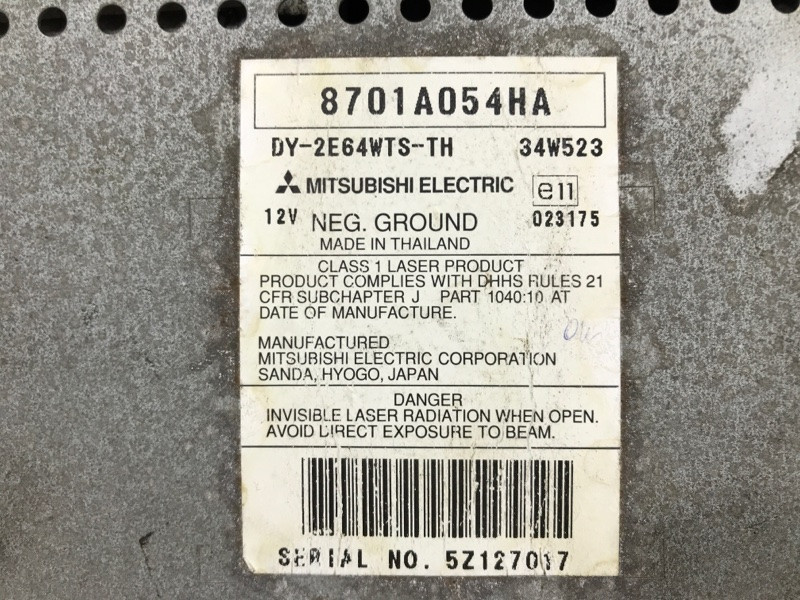 8701A054HA
DY-2E64WTS-TH 34W523
MITSUBISHI ELECTRIC e11
12V NEG. GROUND 023175
MADE IN THAILAND
CLASS 1 LASER PRODUCT
PRODUCT COMPLIES WITH DHHS RULES 21
CFR SUBCHAPTER J PART 1040:10 AT
DATE OF MANUFACTURE.
MANUFACTURED
MITSUBISHI ELECTRIC CORPORATION
SANDA, HYOGO, JAPAN
DANGER
INVISIBLE LASER RADIATION WHEN OPEN.
AVOID DIRECT EXPOSURE TO BEAM.
SERIAL NO. 5Z127017